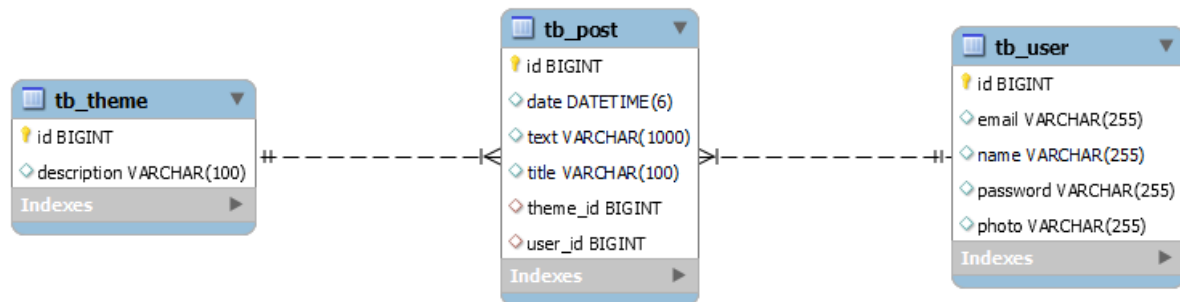 tb_theme
id BIGINT
description VARCHAR(100)
Indexes
tb_post
id BIGINT
date DATETIME(6)
text VARCHAR(1000)
title VARCHAR(100)
theme_id BIGINT
user_id BIGINT
Indexes
tb_user
id BIGINT
email VARCHAR(255)
name VARCHAR(255)
password VARCHAR(255)
photo VARCHAR(255)
Indexes